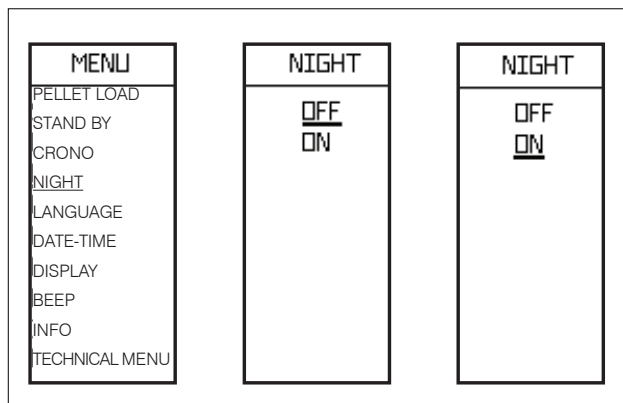 MENU
PELLET LOAD
STAND BY
CRONO
NIGHT
LANGUAGE
DATE-TIME
DISPLAY
BEEP
INFO
TECHNICAL MENU
NIGHT
OFF
ON
NIGHT
OFF
ON